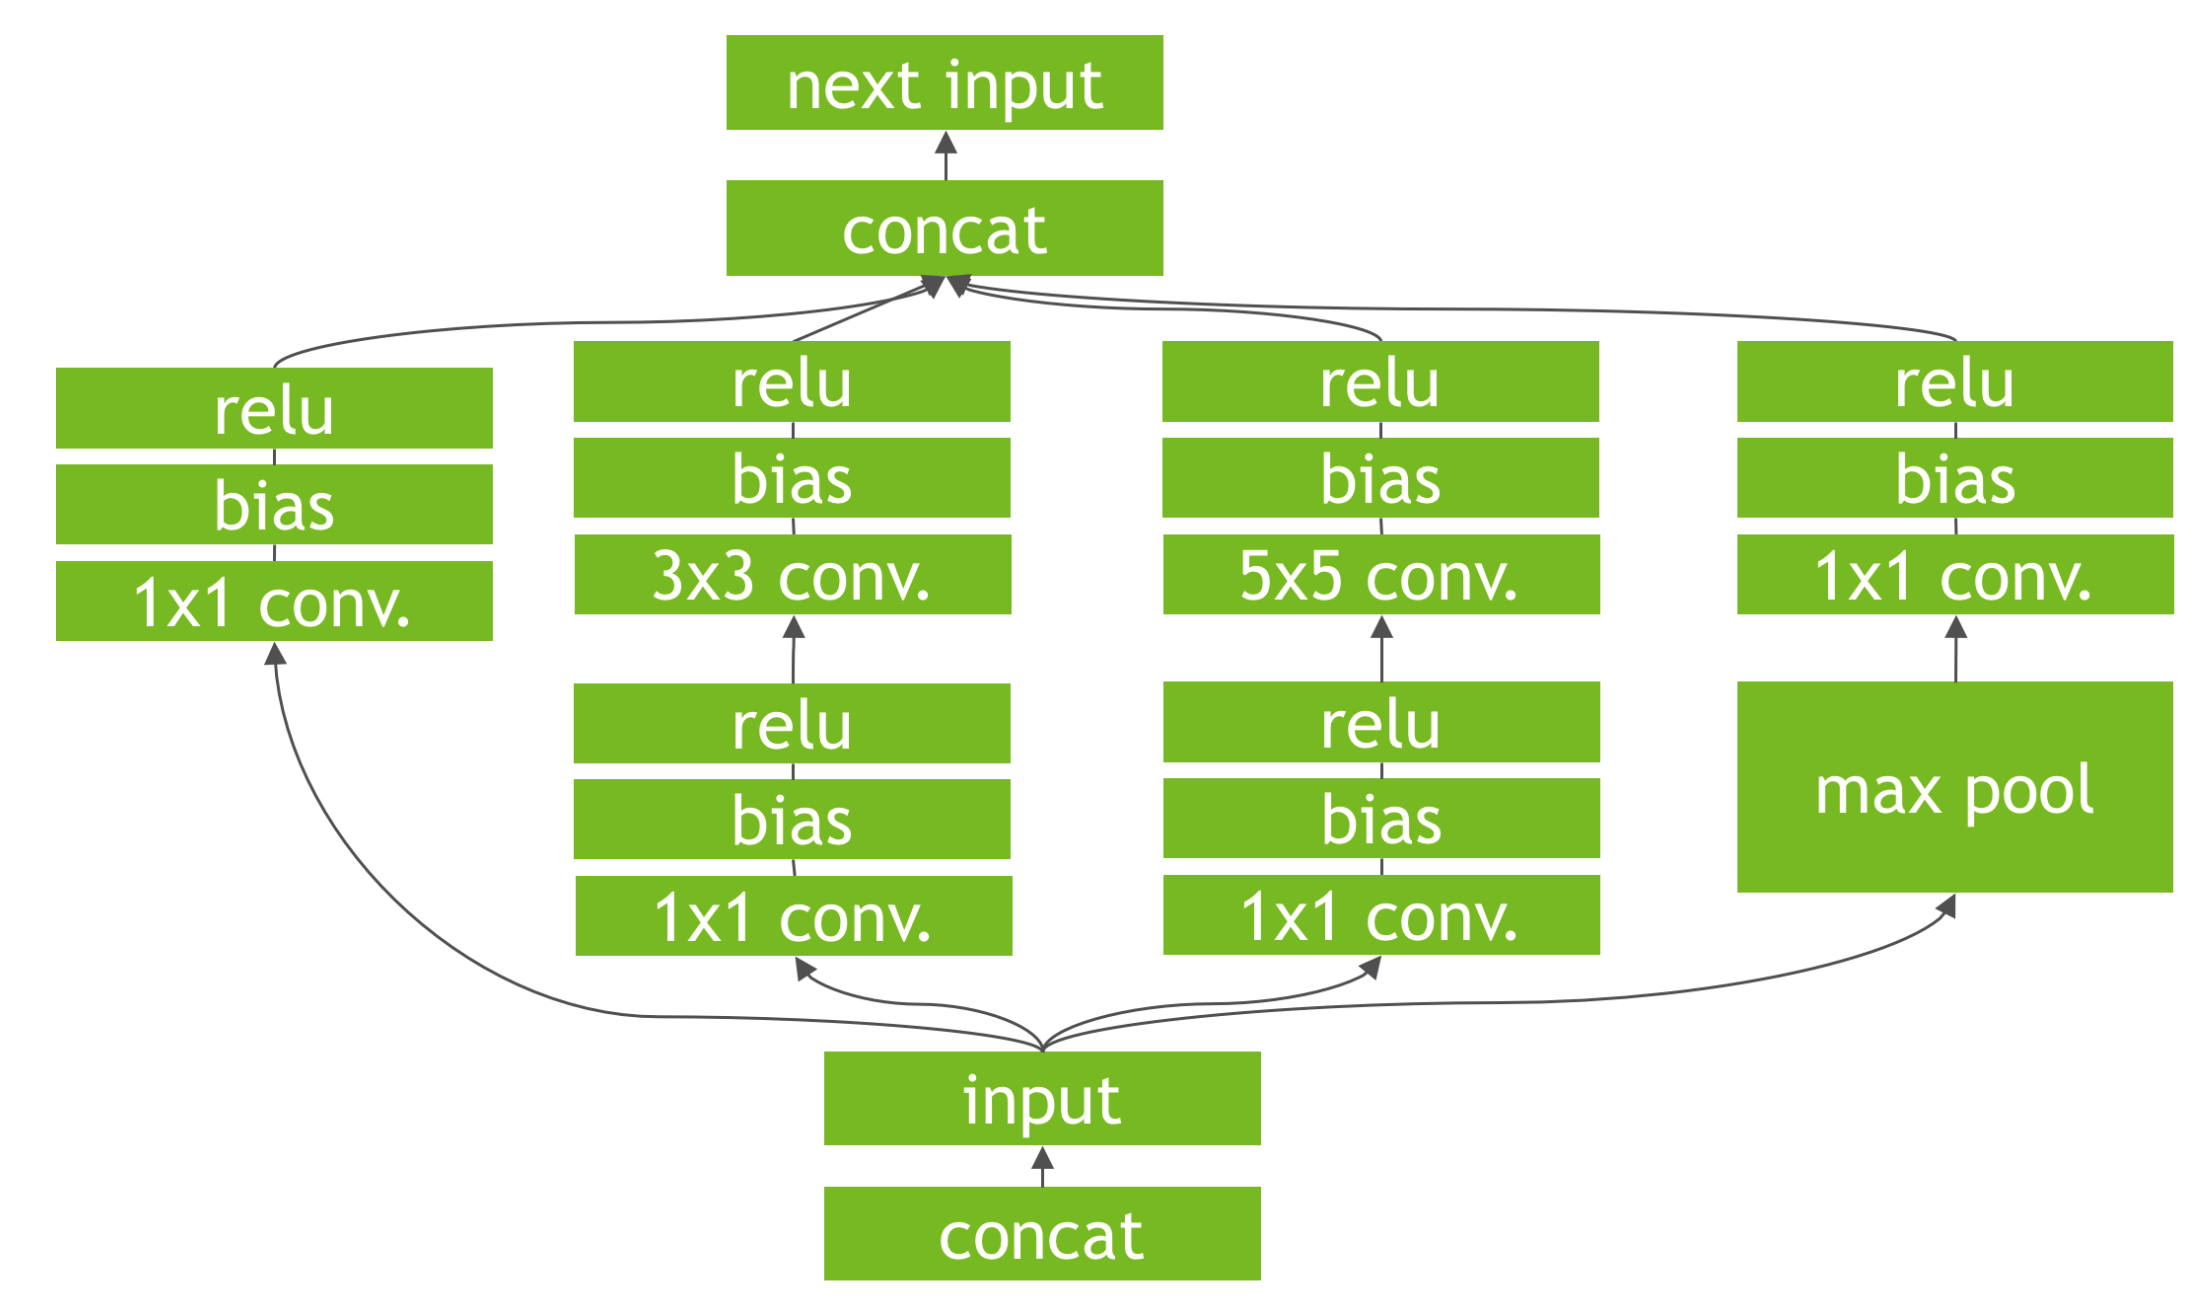 next input
concat
relu
bias
1x1 conv.
relu
bias
3x3 conv.
relu
bias
1x1 conv.
relu
bias
5x5 conv.
relu
bias
1x1 conv.
relu
bias
1x1 conv.
max pool
input
concat